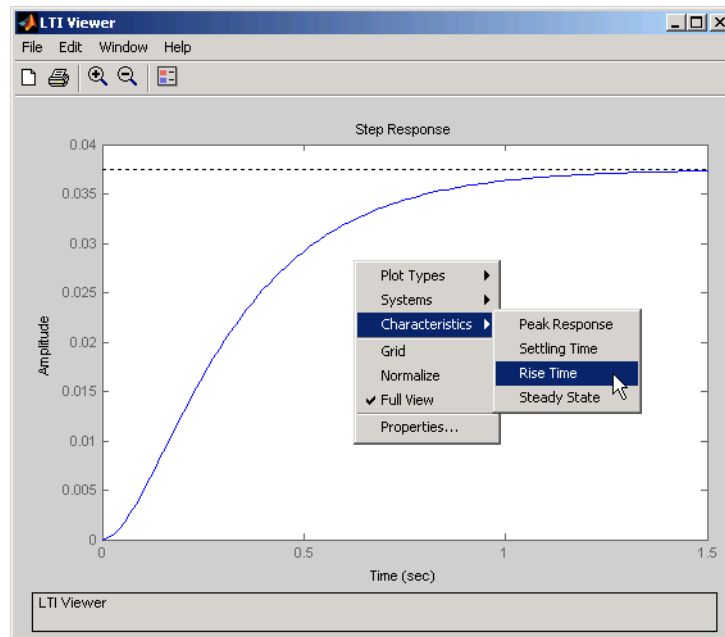 LTI Viewer
File Edit Window Help
Step Response
0.04
0.035
0.03
0.025
0.02
0.015
0.01
0.005
0
Amplitude
0
0.5
1
1.5
Time (sec)
Plot Types
Systems
Characteristics
Grid
Normalize
Full View
Properties...
Peak Response
Settling Time
Rise Time
Steady State
LTI Viewer